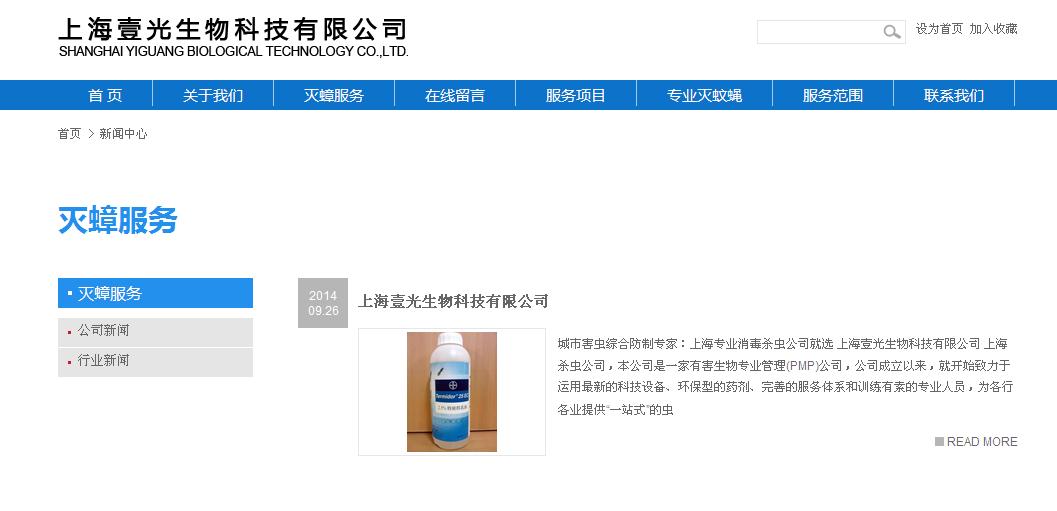 上海壹光生物科技有限公司
SHANGHAI YIGUANG BIOLOGICAL TECHNOLOGY CO.,LTD.
设为首页 加入收藏
首 页 关于我们 灭蟑服务 在线留言 服务项目 专业灭蚊蝇 服务范围 联系我们
首页 > 新闻中心
灭蟑服务
灭蟑服务
公司新闻
行业新闻
2014
09.26
上海壹光生物科技有限公司
BAYER
城市害虫综合防制专家：上海专业消毒杀虫公司就选 上海壹光生物科技有限公司 上海
杀虫公司，本公司是一家有害生物专业管理(PMP)公司，公司成立以来，就开始致力于
运用最新的科技设备、环保型的药剂、完善的服务体系和训练有素的专业人员，为各行
各业提供“一站式”的虫
READ MORE